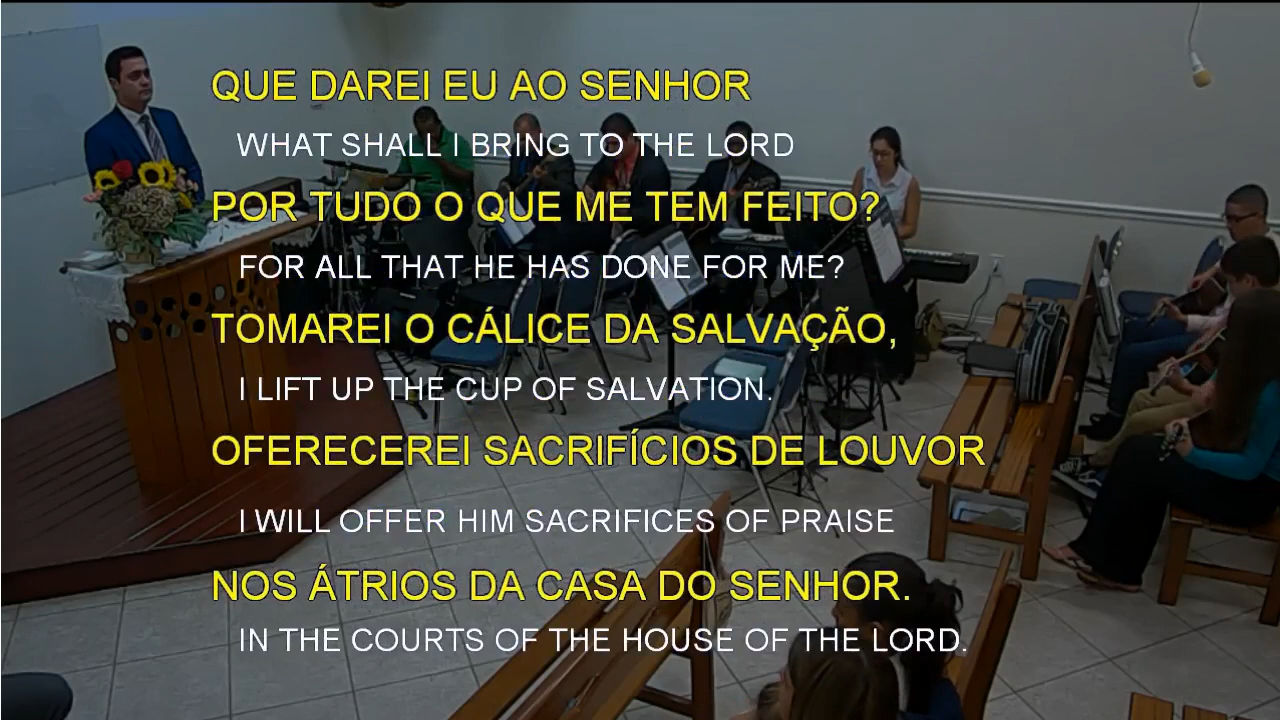 QUE DAREI EU AO SENHOR
WHAT SHALL I BRING TO THE LORD
POR TUDO O QUE ME TEM FEITO?
FOR ALL THAT HE HAS DONE FOR ME?
TOMAREI O CÁLICE DA SALVAÇÃO,
I LIFT UP THE CUP OF SALVATION.
OFERECEREI SACRIFÍCIOS DE LOUVOR
I WILL OFFER HIM SACRIFICES OF PRAISE
NOS ÁTRIOS DA CASA DO SENHOR.
IN THE COURTS OF THE HOUSE OF THE LORD.